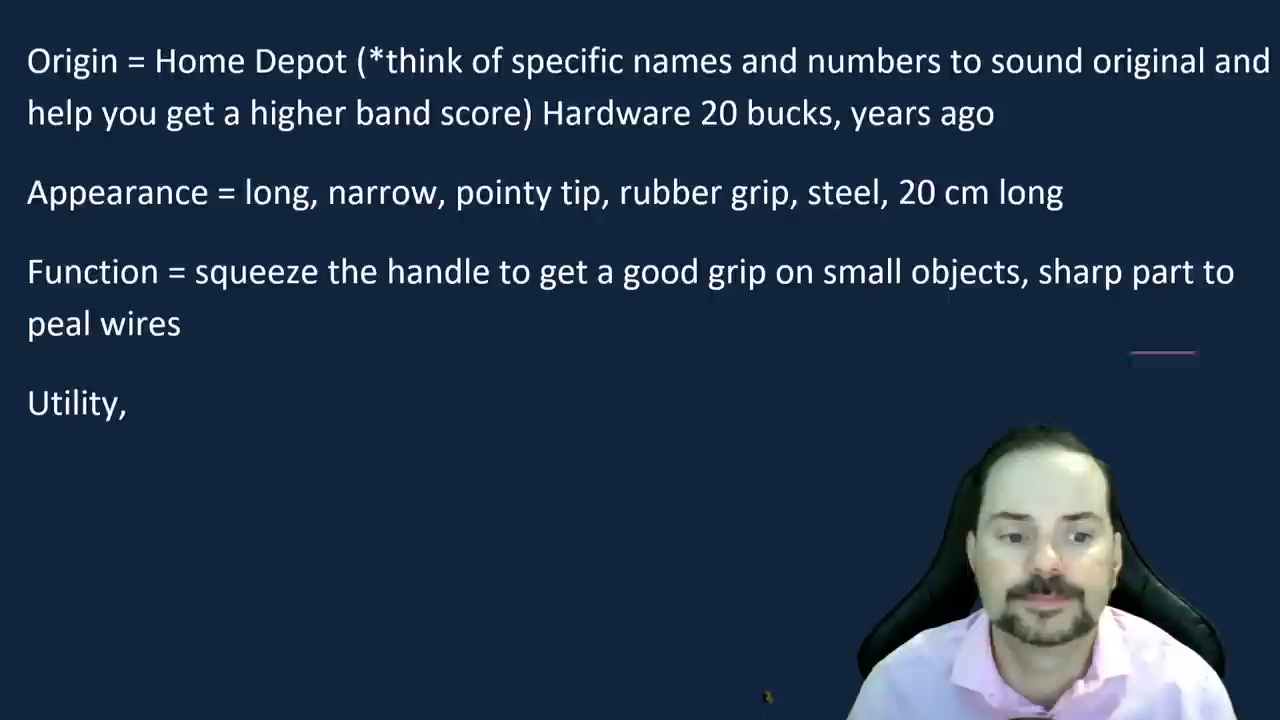 Origin = Home Depot (*think of specific names and numbers to sound original and
help you get a higher band score) Hardware 20 bucks, years ago
Appearance = long, narrow, pointy tip, rubber grip, steel, 20 cm long
Function = squeeze the handle to get a good grip on small objects, sharp part to
peal wires
Utility,